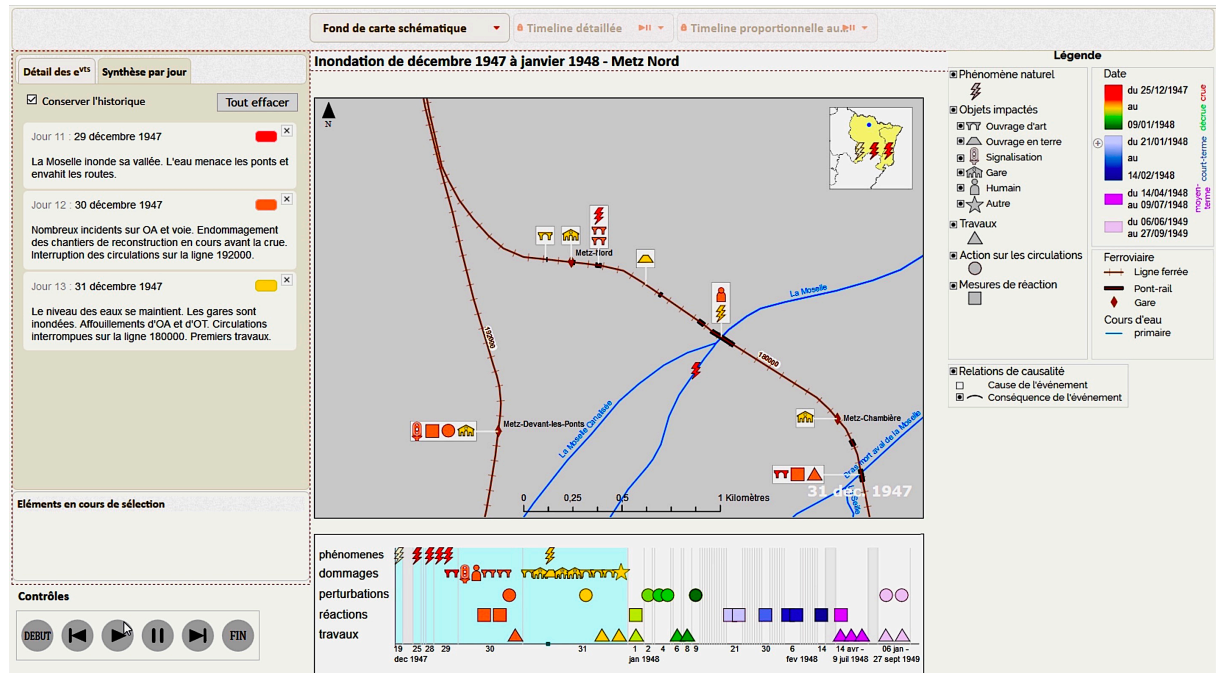 Fond de carte schématique
Timeline détaillée
Timeline proportionnelle au
Détail des eᵛᵗˢ
Synthèse par jour
Conserver l'historique
Tout effacer
Jour 11 : 29 décembre 1947
La Moselle inonde sa vallée. L'eau menace les ponts et
envahit les routes.
Jour 12 : 30 décembre 1947
Nombreux incidents sur OA et voie. Endommagement
des chantiers de reconstruction en cours avant la crue.
Interruption des circulations sur la ligne 192000.
Jour 13 : 31 décembre 1947
Le niveau des eaux se maintient. Les gares sont
inondées. Affouillements d'OA et d'OT. Circulations
interrompues sur la ligne 180000. Premiers travaux.
Eléments en cours de sélection
Contrôles
DEBUT
FIN
Inondation de décembre 1947 à janvier 1948 - Metz Nord
N
Metz-Nord
La Moselle
192000
180000
Metz-Devant-les-Ponts
La Moselle Canalisée
Metz-Chambière
Bras mort aval de la Moselle
31 déc 1947
0 0,25 0,5 1 Kilomètres
phénomènes
dommages
perturbations
réactions
travaux
19 25 28 29 30 31 1 2 4 6 8 9 21 30 6 14 14 avr - 06 jan -
dec 1947 jan 1948 fev 1948 9 juil 1948 27 sept 1949
Légende
Phénomène naturel
Objets impactés
Ouvrage d'art
Ouvrage en terre
Signalisation
Gare
Humain
Autre
Travaux
Action sur les circulations
Mesures de réaction
Relations de causalité
Cause de l'événement
Conséquence de l'événement
Date
du 25/12/1947
au
09/01/1948
crue
décrue
du 21/01/1948
au
14/02/1948
court-terme
du 14/04/1948
au 09/07/1948
moyen-
terme
du 06/06/1949
au 27/09/1949
Ferroviaire
Ligne ferrée
Pont-rail
Gare
Cours d'eau
primaire